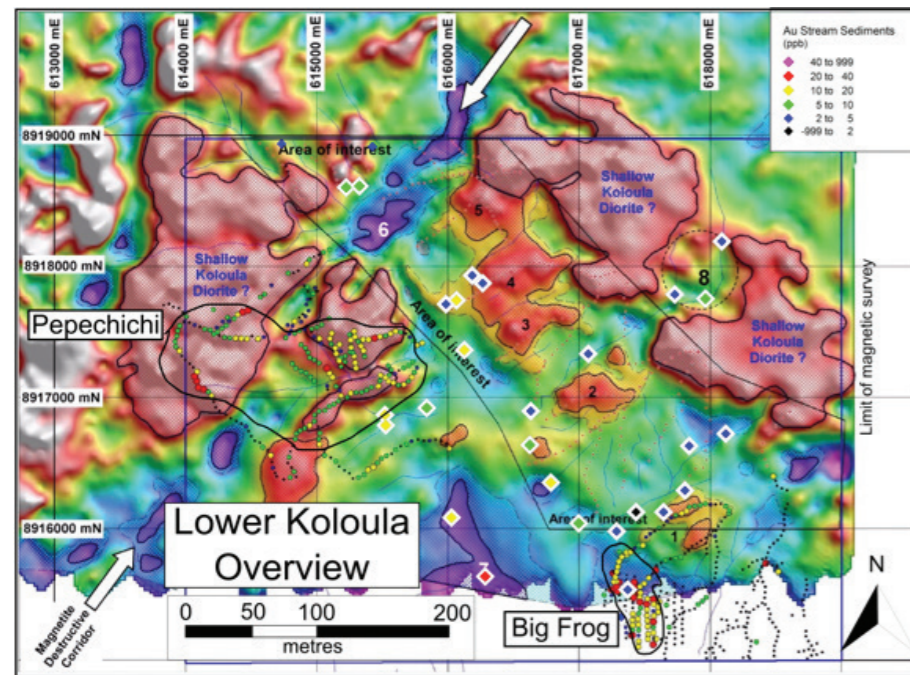 613000 mE
614000 mE
615000 mE
616000 mE
617000 mE
618000 mE
Au Stream Sediments
(ppb)
40 to 999
20 to 40
10 to 20
5 to 10
2 to 5
-999 to 2
8919000 mN
Area of interest
5
6
Shallow
Koloula
Diorite ?
8918000 mN
Shallow
Koloula
Diorite ?
4
8
Pepechichi
3
Area of interest
Shallow
Koloula
Diorite ?
Limit of magnetic survey
2
8917000 mN
8916000 mN
Lower Koloula
Overview
Area of interest
1
7
Magnetite
Destructive
Corridor
0 50 100 200
metres
Big Frog
N